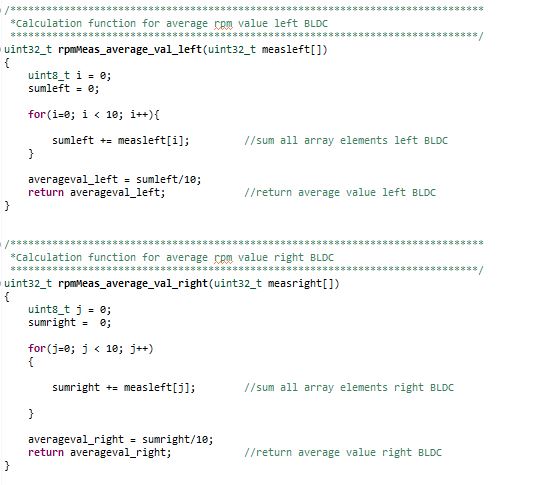 /*******************************************************************************
*Calculation function for average rpm value left BLDC
*******************************************************************************/
uint32_t rpmMeas_average_val_left(uint32_t measleft[])
{
uint8_t i = 0;
sumleft = 0;
for(i=0; i < 10; i++){
sumleft += measleft[i]; //sum all array elements left BLDC
}
averageval_left = sumleft/10;
return averageval_left; //return average value left BLDC
}
/*******************************************************************************
*Calculation function for average rpm value right BLDC
*******************************************************************************/
uint32_t rpmMeas_average_val_right(uint32_t measright[])
{
uint8_t j = 0;
sumright = 0;
for(j=0; j < 10; j++)
{
sumright += measleft[j]; //sum all array elements right BLDC
}
averageval_right = sumright/10;
return averageval_right; //return average value right BLDC
}